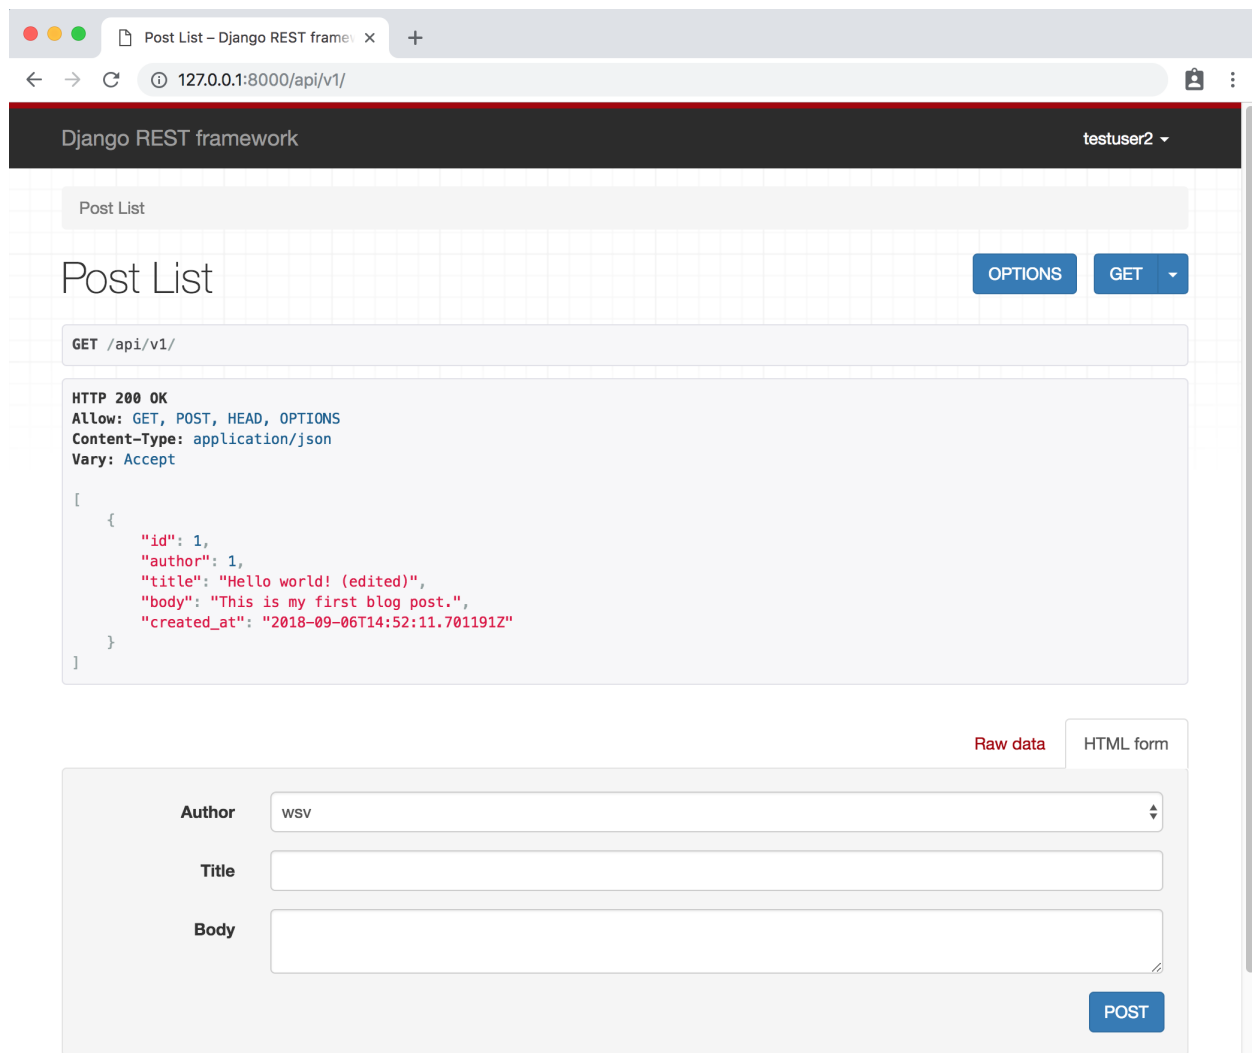 Post List – Django REST framew
127.0.0.1:8000/api/v1/
Django REST framework
testuser2
Post List
Post List
OPTIONS
GET
GET /api/v1/
HTTP 200 OK
Allow: GET, POST, HEAD, OPTIONS
Content-Type: application/json
Vary: Accept
[
    {
        "id": 1,
        "author": 1,
        "title": "Hello world! (edited)",
        "body": "This is my first blog post.",
        "created_at": "2018-09-06T14:52:11.701191Z"
    }
]
Raw data
HTML form
Author
wsv
Title
Body
POST